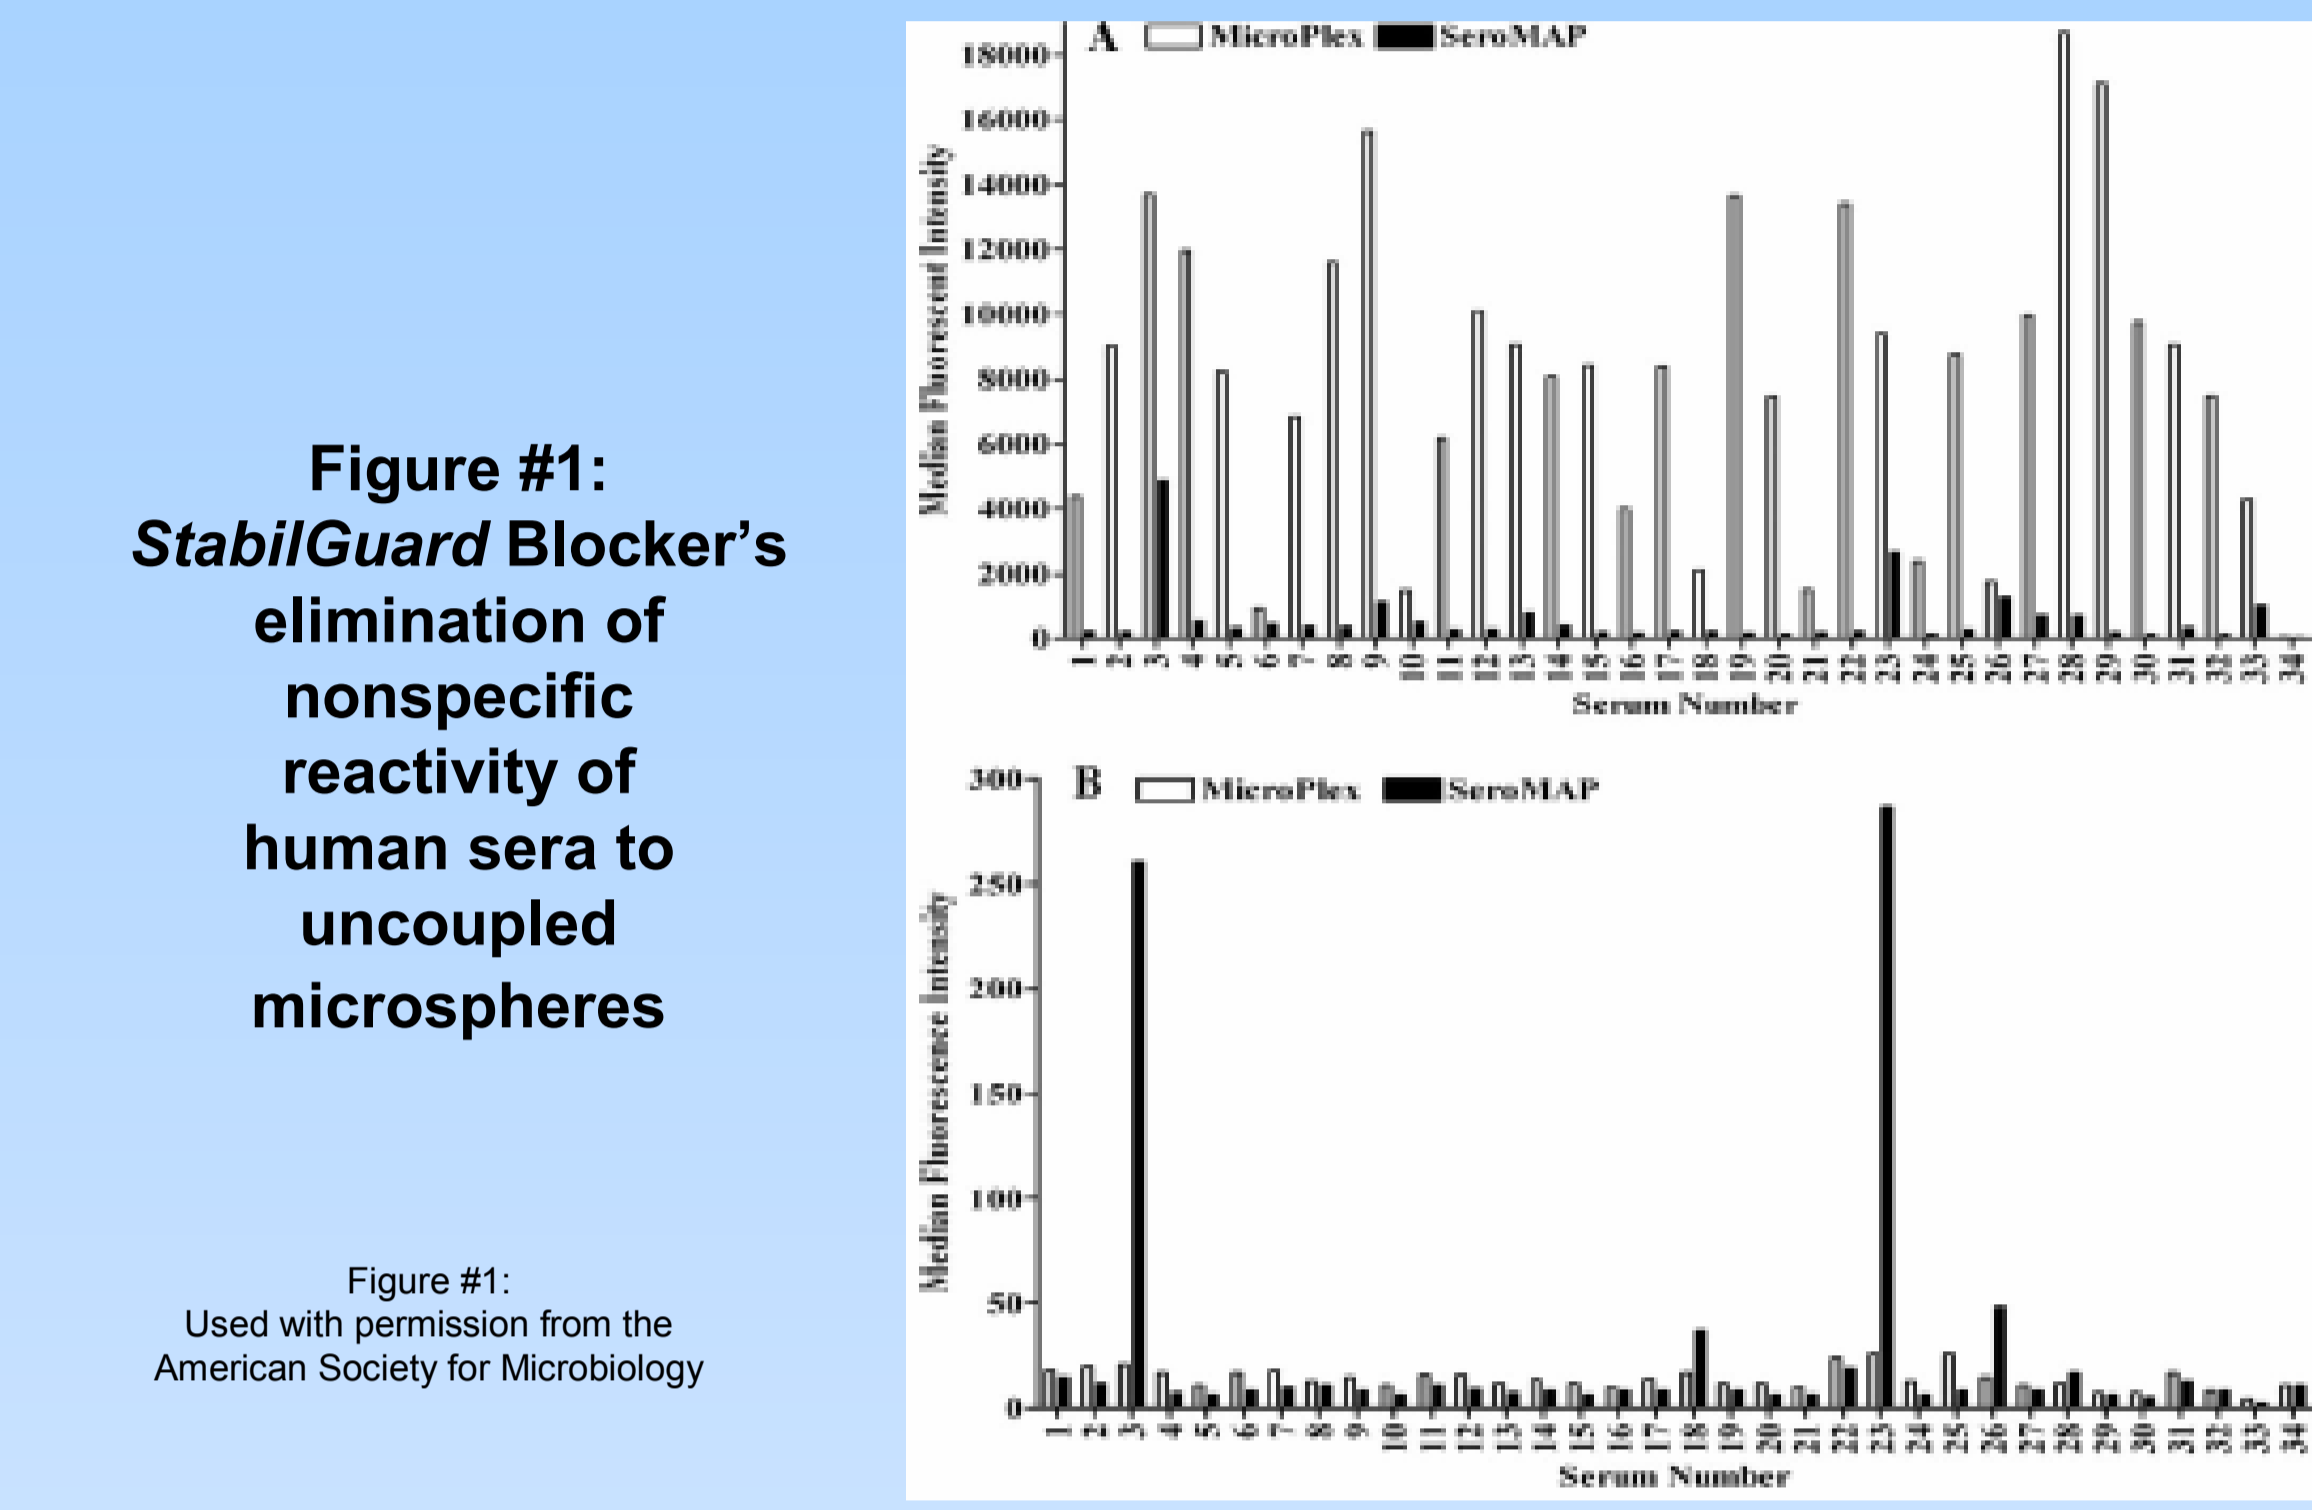 Figure #1:
StabilGuard Blocker’s
elimination of
nonspecific
reactivity of
human sera to
uncoupled
microspheres
Figure #1:
Used with permission from the
American Society for Microbiology
A MicroPlex SeroMAP
Median Fluorescent Intensity
18000
16000
14000
12000
10000
8000
6000
4000
2000
0
1 2 3 4 5 6 7 8 9 10 11 12 13 14 15 16 17 18 19 20 21 22 23 24 25 26 27 28 29 30 31 32 33 34
Serum Number
B MicroPlex SeroMAP
Median Fluorescence Intensity
300
250
200
150
100
50
0
1 2 3 4 5 6 7 8 9 10 11 12 13 14 15 16 17 18 19 20 21 22 23 24 25 26 27 28 29 30 31 32 33 34
Serum Number